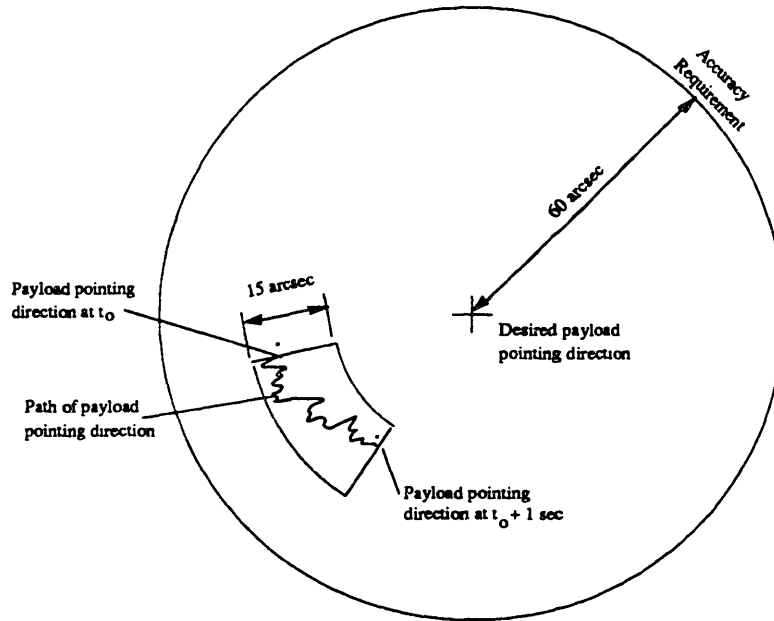 Accuracy
Requirement
60 arcsec
15 arcsec
Payload pointing
direction at to
Desired payload
pointing direction
Path of payload
pointing direction
Payload pointing
direction at to + 1 sec